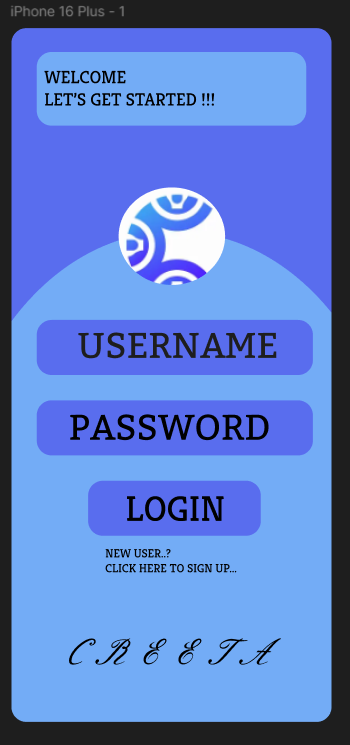 iPhone 16 Plus - 1
WELCOME
LET'S GET STARTED !!!
USERNAME
PASSWORD
LOGIN
NEW USER..?
CLICK HERE TO SIGN UP...
C R E E T A